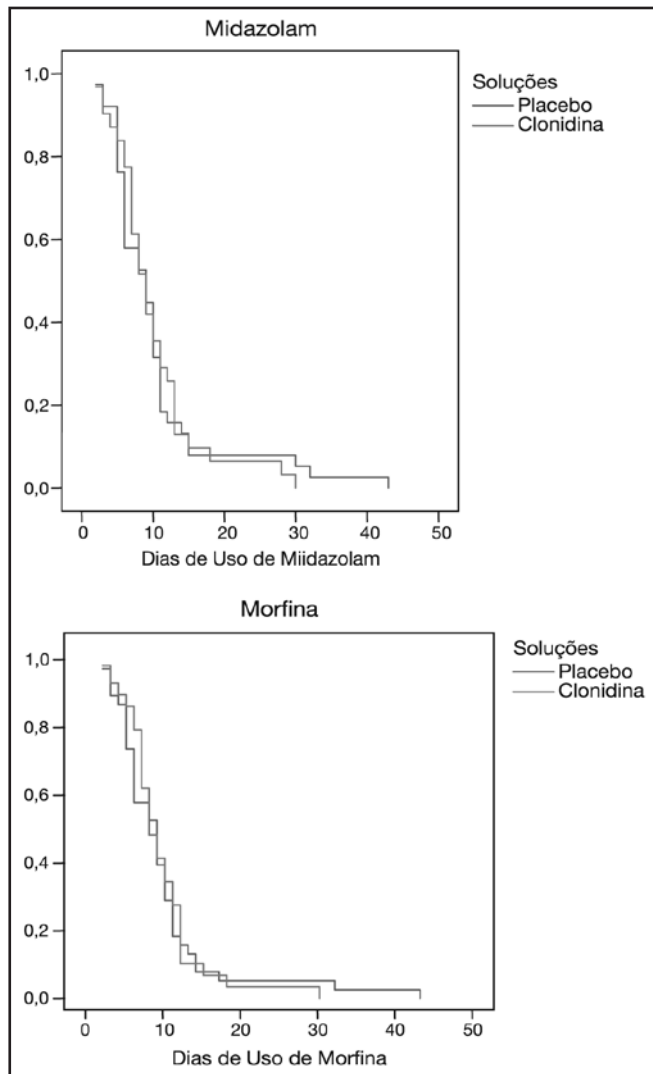 Midazolam
Soluções
Placebo
Clonidina
1,0
0,8
0,6
0,4
0,2
0,0
0 10 20 30 40 50
Dias de Uso de Miidazolam
Morfina
Soluções
Placebo
Clonidina
1,0
0,8
0,6
0,4
0,2
0,0
0 10 20 30 40 50
Dias de Uso de Morfina